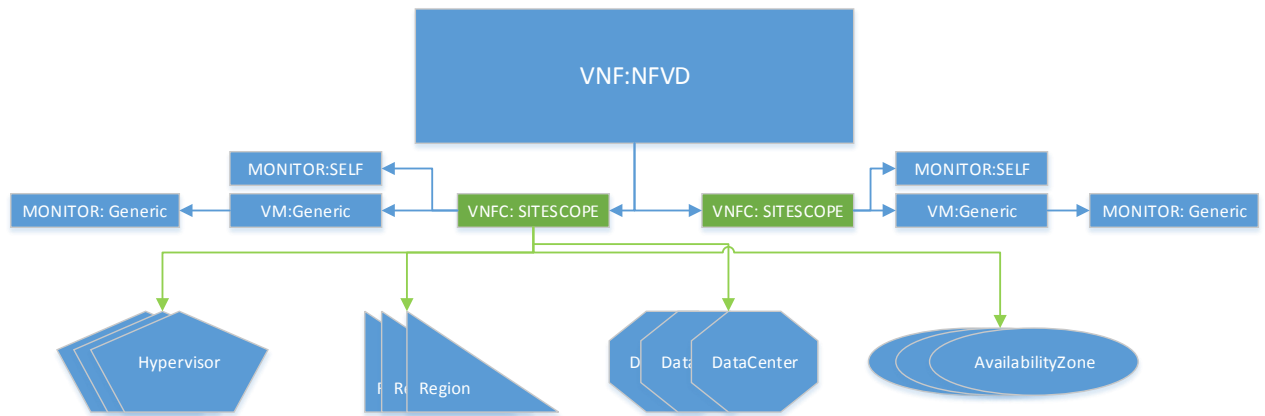 VNF:NFVD
MONITOR:SELF
MONITOR:SELF
MONITOR: Generic
VM:Generic
VNFC: SITESCOPE
VNFC: SITESCOPE
VM:Generic
MONITOR: Generic
Hypervisor
Region
DataCenter
AvailabilityZone